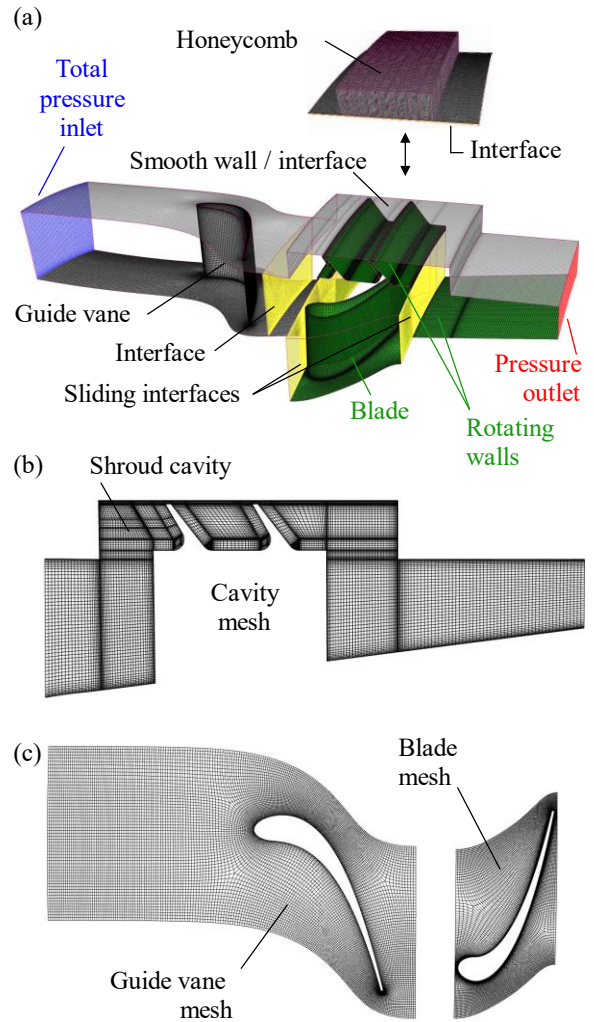 (a)
Honeycomb
Total
pressure
inlet
Interface
Smooth wall / interface
Guide vane
Interface
Sliding interfaces
Blade
Pressure
outlet
Rotating
walls
(b)
Shroud cavity
Cavity
mesh
(c)
Blade
mesh
Guide vane
mesh